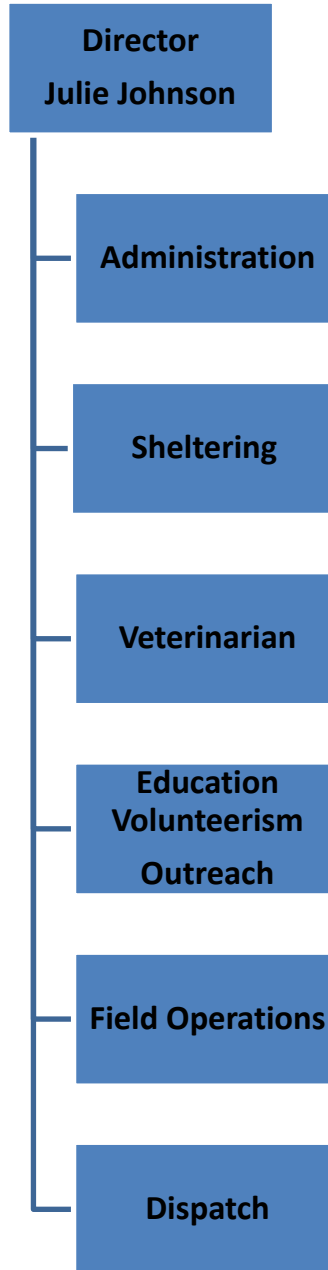 Director
Julie Johnson
Administration
Sheltering
Veterinarian
Education
Volunteerism
Outreach
Field Operations
Dispatch